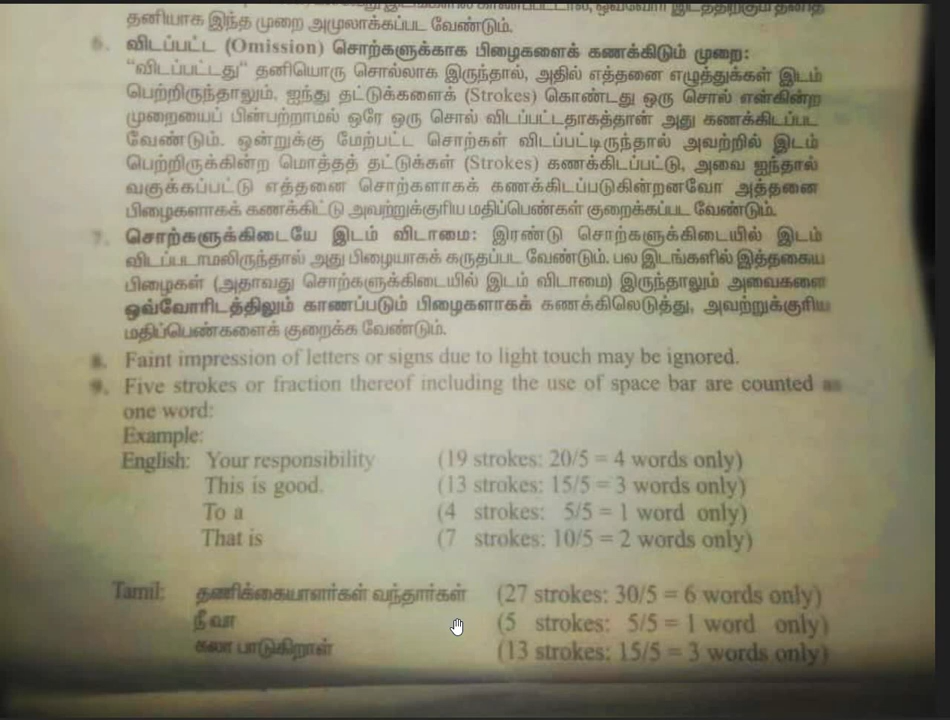 தனியாக இந்த முறை அமுலாக்கப்பட வேண்டும்.
6. விடப்பட்ட (Omission) சொற்களுக்காக பிழைகளைக் கணக்கிடும் முறை:
"விடப்பட்டது" தனியொரு சொல்லாக இருந்தால், அதில் எத்தனை எழுத்துக்கள் இடம்
பெற்றிருந்தாலும், ஐந்து தட்டுக்களைக் (Strokes) கொண்டது ஒரு சொல் என்கின்ற
முறையைப் பின்பற்றாமல் ஒரே ஒரு சொல் விடப்பட்டதாகத்தான் அது கணக்கிடப்பட
வேண்டும். ஒன்றுக்கு மேற்பட்ட சொற்கள் விடப்பட்டிருந்தால் அவற்றில் இடம்
பெற்றிருக்கின்ற மொத்தத் தட்டுக்கள் (Strokes) கணக்கிடப்பட்டு, அவை ஐந்தால்
வகுக்கப்பட்டு எத்தனை சொற்களாகக் கணக்கிடப்படுகின்றனவோ அத்தனை
பிழைகளாகக் கணக்கிட்டு அவற்றுக்குரிய மதிப்பெண்கள் குறைக்கப்பட வேண்டும்.
7. சொற்களுக்கிடையே இடம் விடாமை: இரண்டு சொற்களுக்கிடையில் இடம்
விடப்படாமலிருந்தால் அது பிழையாகக் கருதப்பட வேண்டும். பல இடங்களில் இத்தகைய
பிழைகள் (அதாவது சொற்களுக்கிடையில் இடம் விடாமை) இருந்தாலும் அவைகளை
ஒவ்வோரிடத்திலும் காணப்படும் பிழைகளாகக் கணக்கிலெடுத்து, அவற்றுக்குரிய
மதிப்பெண்களைக் குறைக்க வேண்டும்.
8. Faint impression of letters or signs due to light touch may be ignored.
9. Five strokes or fraction thereof including the use of space bar are counted as
one word:
Example:
English: Your responsibility (19 strokes: 20/5 = 4 words only)
This is good. (13 strokes: 15/5 = 3 words only)
To a (4 strokes: 5/5 = 1 word only)
That is (7 strokes: 10/5 = 2 words only)
Tamil: தணிக்கையாளர்கள் வந்தார்கள் (27 strokes: 30/5 = 6 words only)
நீ வா (5 strokes: 5/5 = 1 word only)
கலா பாடுகிறாள் (13 strokes: 15/5 = 3 words only)